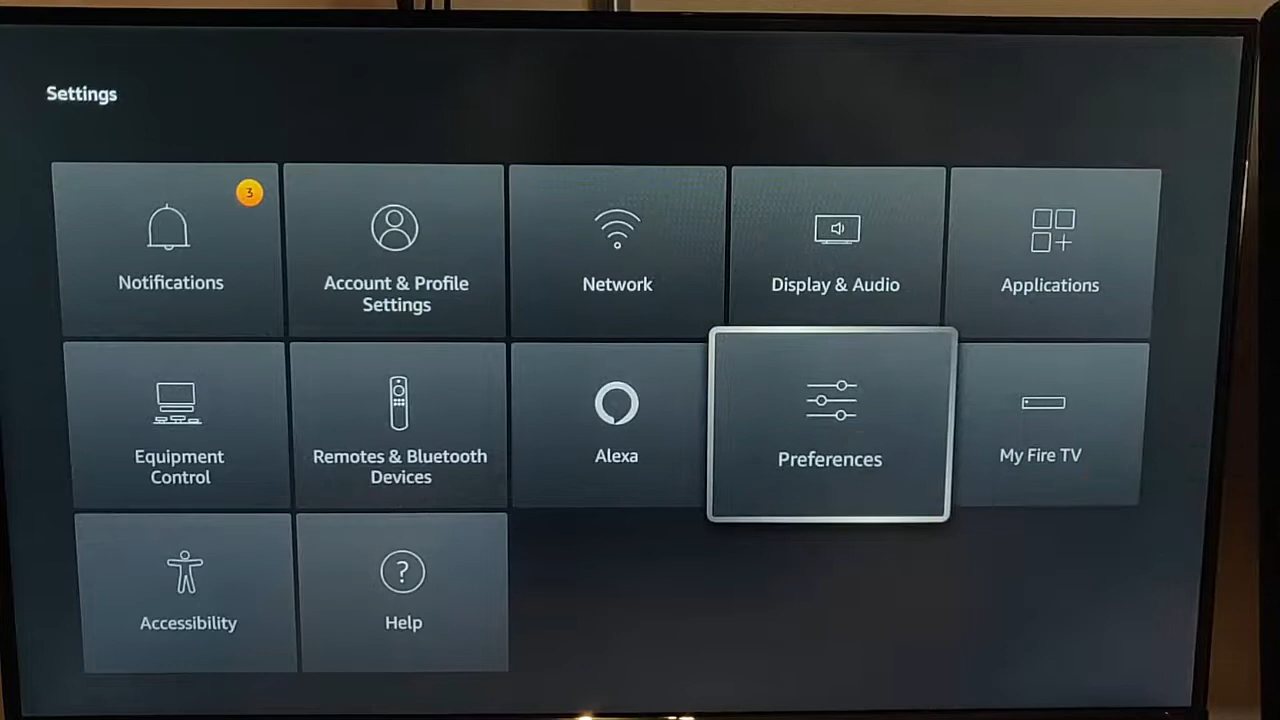 Settings
3
Notifications
Account & Profile
Settings
Network
Display & Audio
Applications
Equipment
Control
Remotes & Bluetooth
Devices
Alexa
Preferences
My Fire TV
Accessibility
?
Help